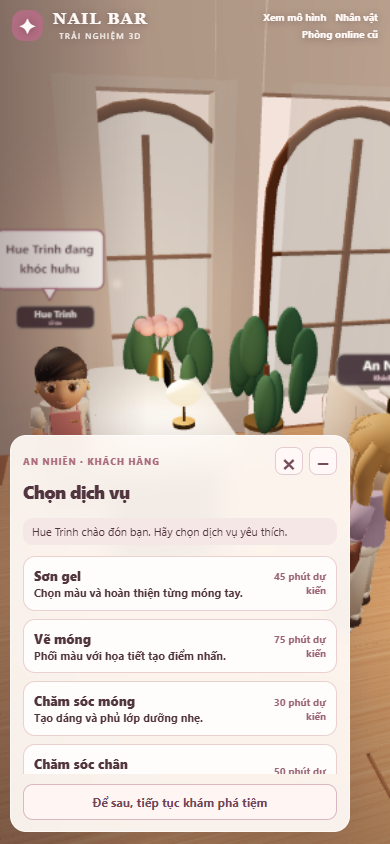 NAIL BAR
TRẢI NGHIỆM 3D
Xem mô hình Nhân vật
Phòng online cũ
Hue Trinh đang
khóc huhu
Hue Trinh
An N
AN NHIÊN · KHÁCH HÀNG
Chọn dịch vụ
Hue Trinh chào đón bạn. Hãy chọn dịch vụ yêu thích.
Sơn gel
45 phút dự
kiến
Chọn màu và hoàn thiện từng móng tay.
Vẽ móng
75 phút dự
kiến
Phối màu với họa tiết tạo điểm nhấn.
Chăm sóc móng
30 phút dự
kiến
Tạo dáng và phủ lớp dưỡng nhẹ.
Chăm sóc chân
50 phút dự
Để sau, tiếp tục khám phá tiệm